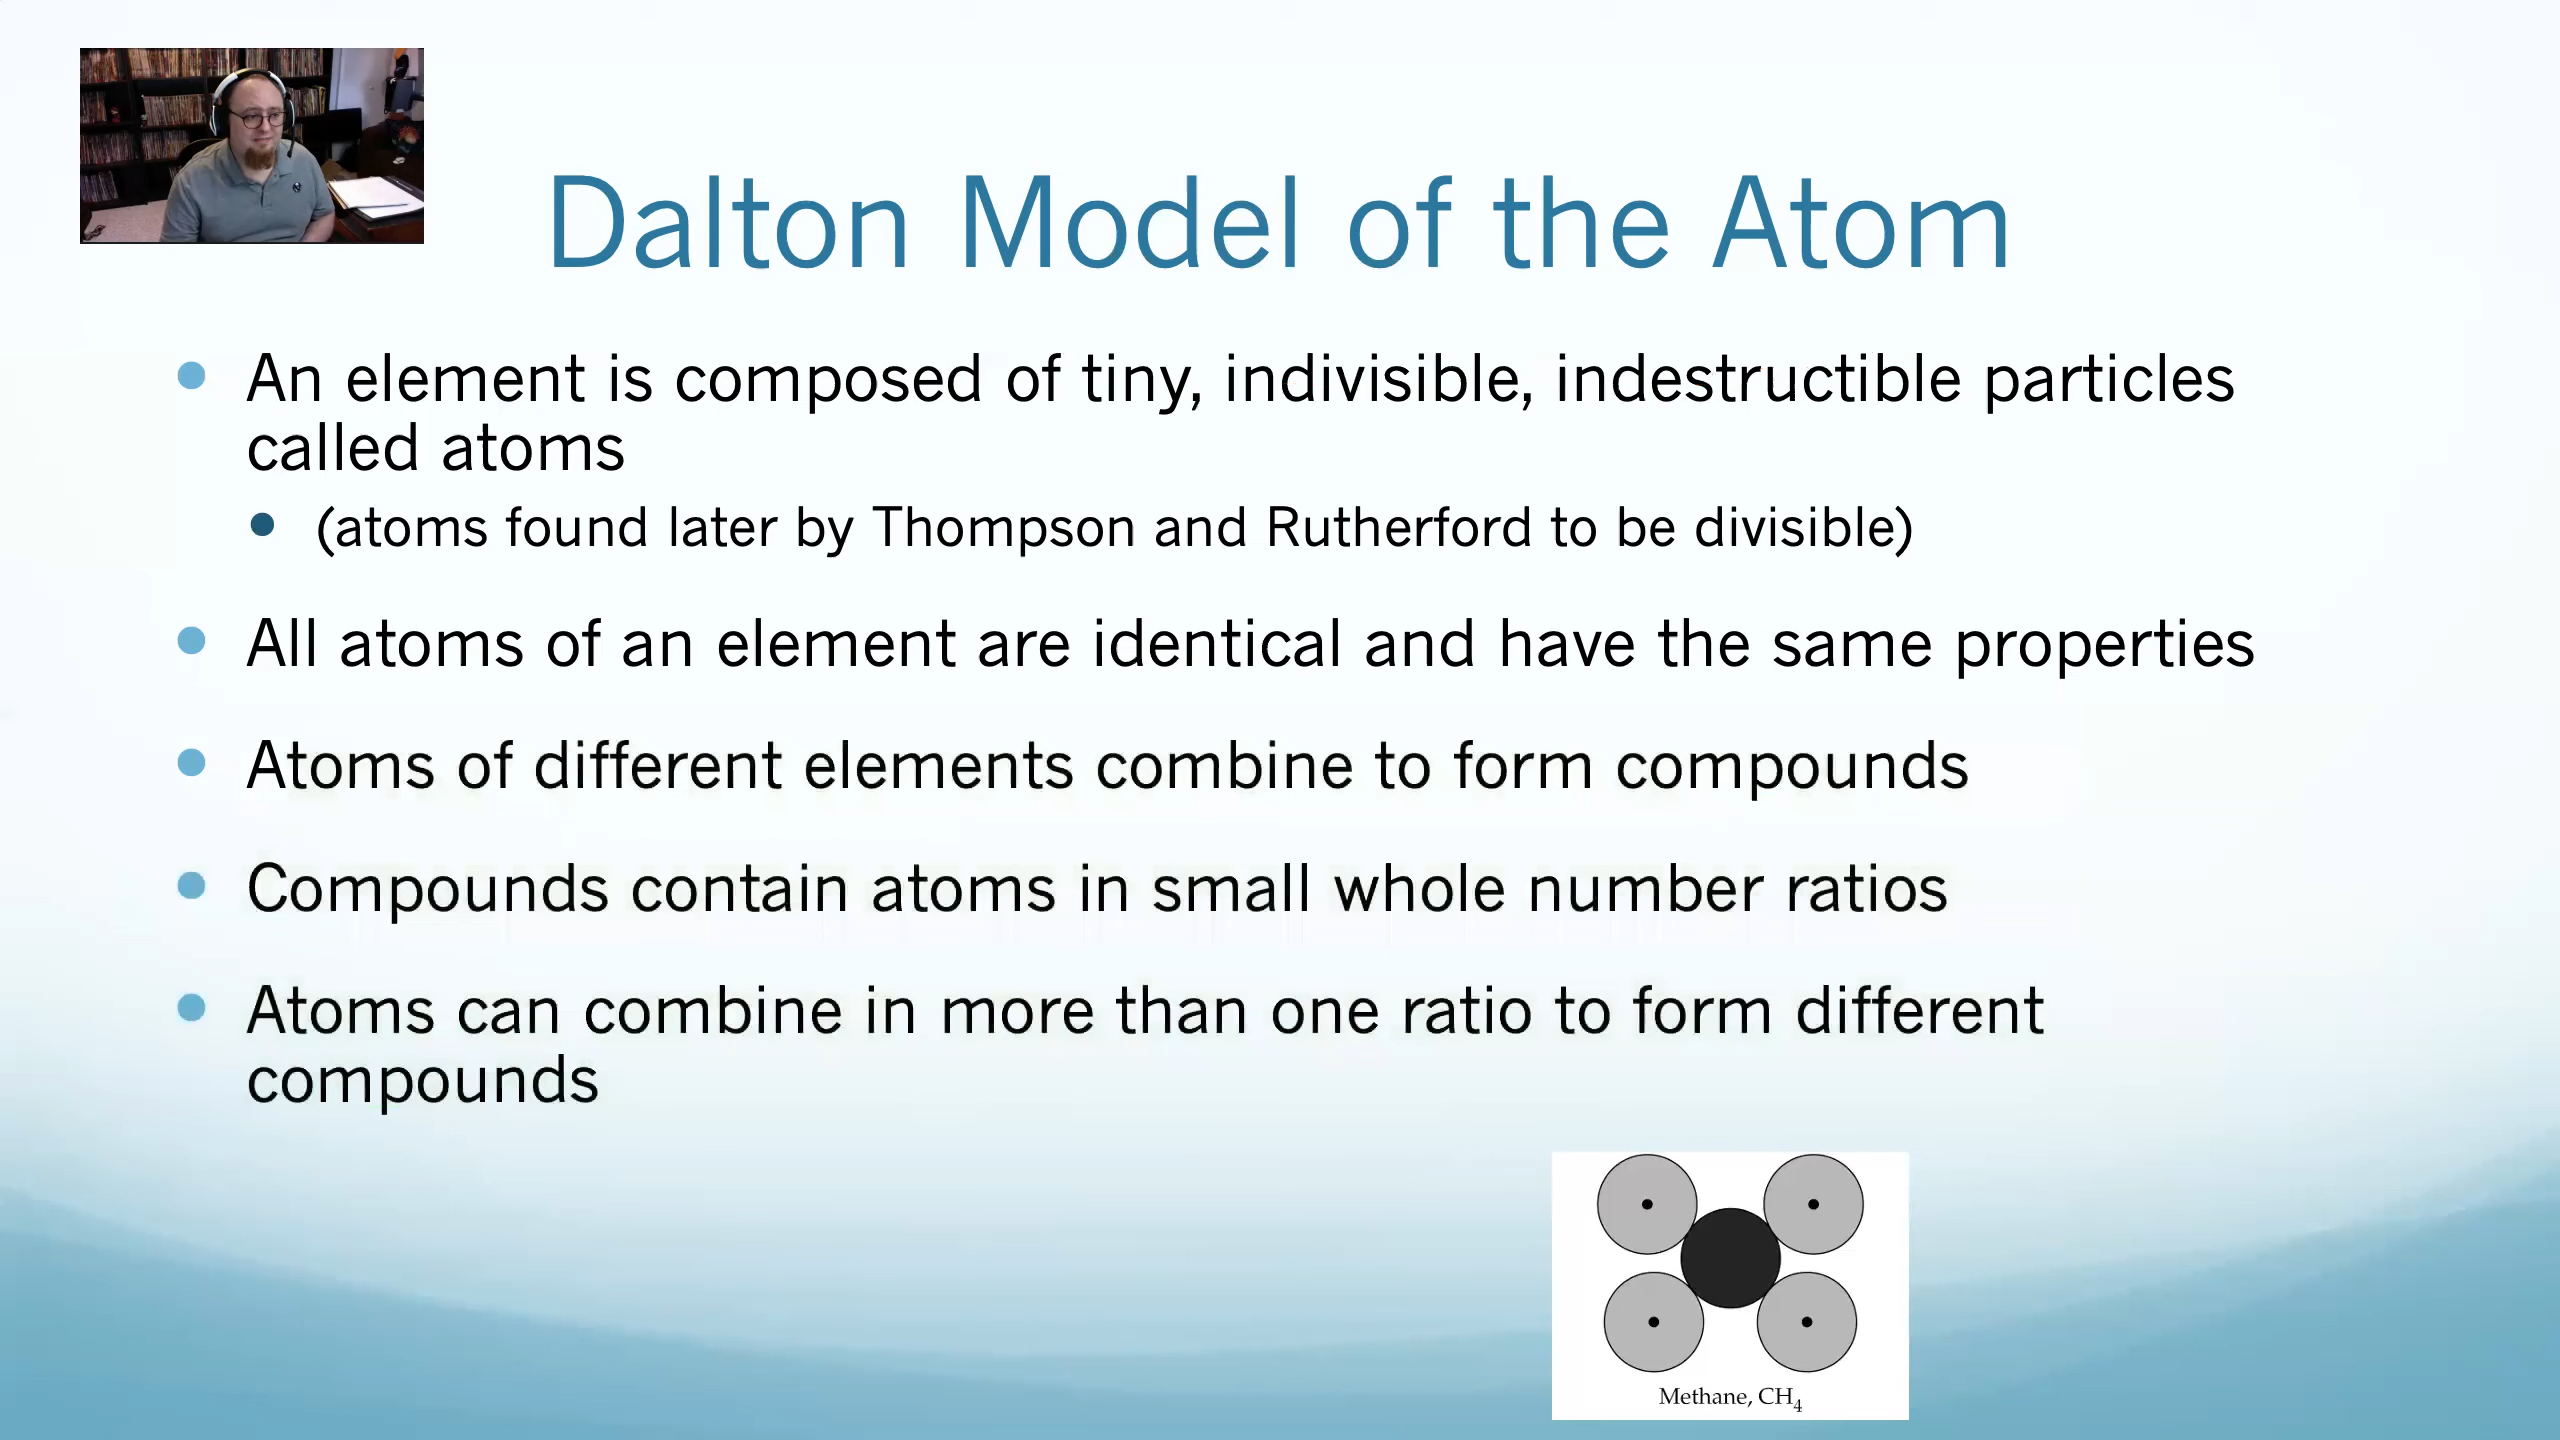 Dalton Model of the Atom
An element is composed of tiny, indivisible, indestructible particles
called atoms
(atoms found later by Thompson and Rutherford to be divisible)
All atoms of an element are identical and have the same properties
Atoms of different elements combine to form compounds
Compounds contain atoms in small whole number ratios
Atoms can combine in more than one ratio to form different
compounds
Methane, CH₄